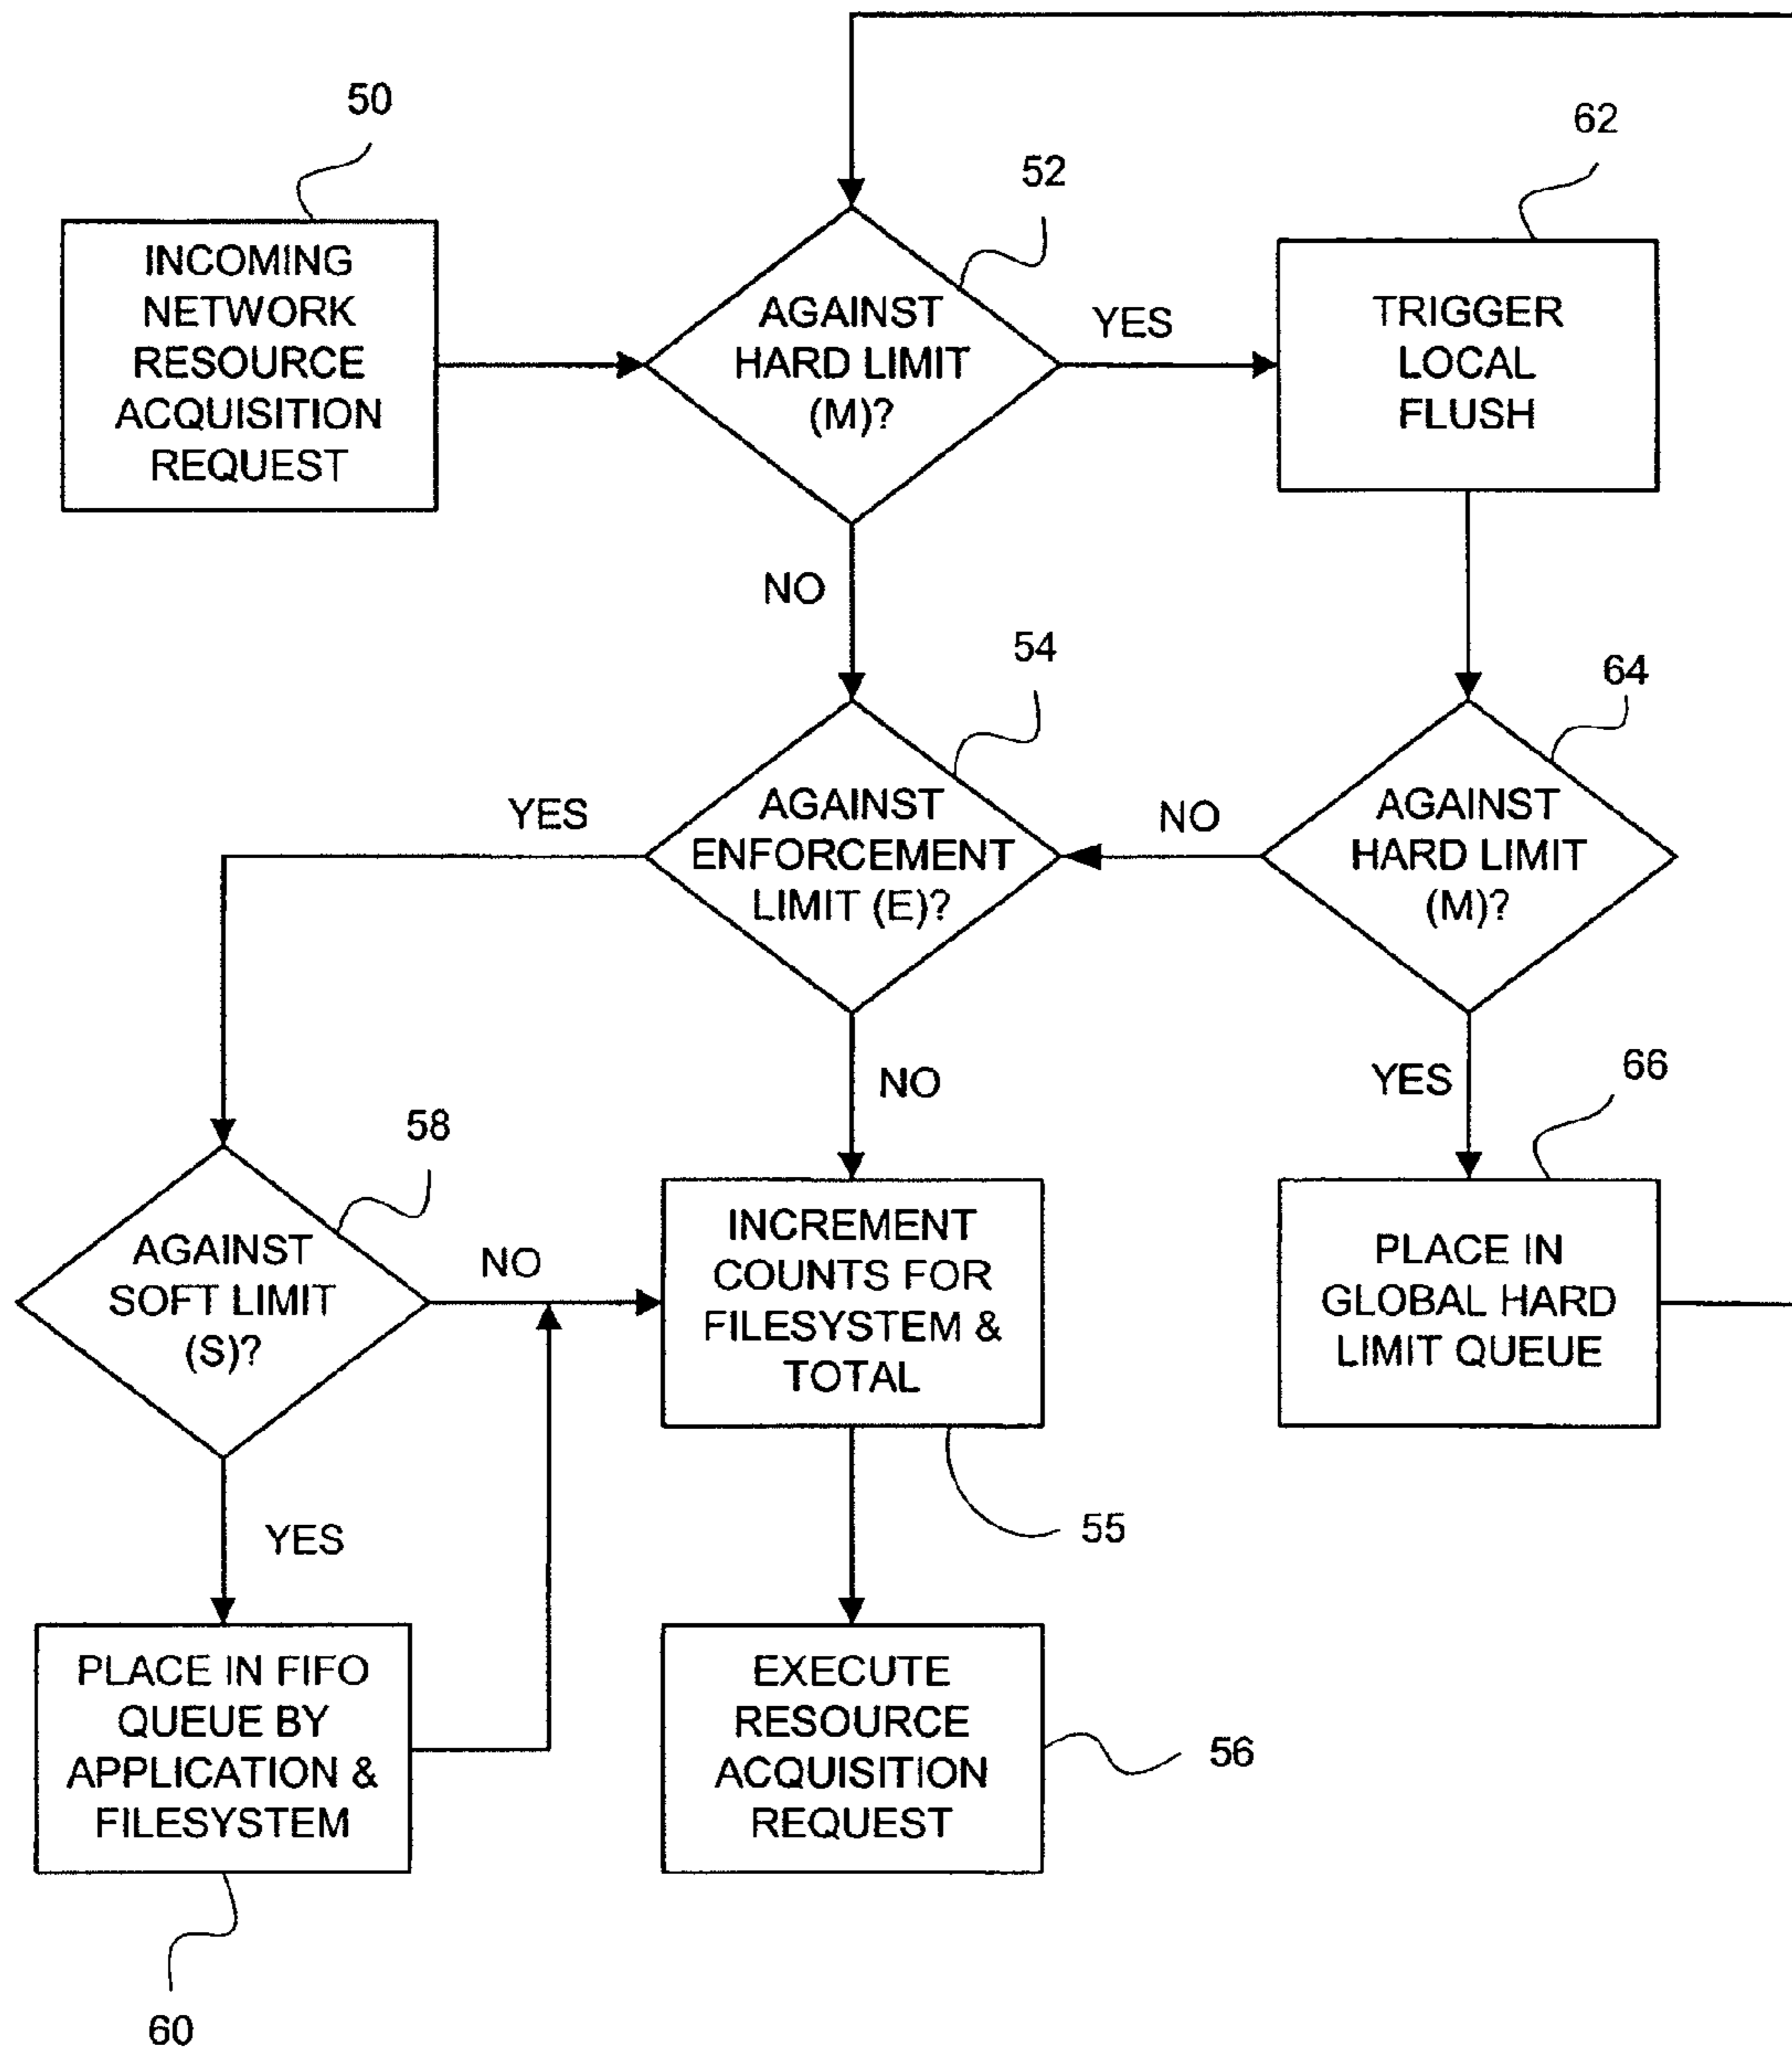 50
INCOMING
NETWORK
RESOURCE
ACQUISITION
REQUEST
52
AGAINST
HARD LIMIT
(M)?
YES
62
TRIGGER
LOCAL
FLUSH
NO
54
AGAINST
ENFORCEMENT
LIMIT (E)?
YES
NO
64
AGAINST
HARD LIMIT
(M)?
NO
YES
66
PLACE IN
GLOBAL HARD
LIMIT QUEUE
58
AGAINST
SOFT LIMIT
(S)?
NO
INCREMENT
COUNTS FOR
FILESYSTEM &
TOTAL
55
YES
PLACE IN FIFO
QUEUE BY
APPLICATION &
FILESYSTEM
60
EXECUTE
RESOURCE
ACQUISITION
REQUEST
56